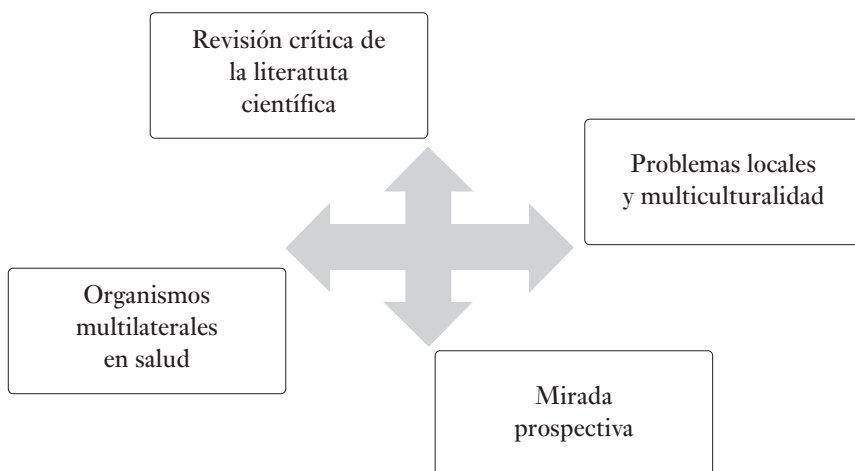 Revisión crítica de
la literatuta
científica
Problemas locales
y multiculturalidad
Organismos
multilaterales
en salud
Mirada
prospectiva